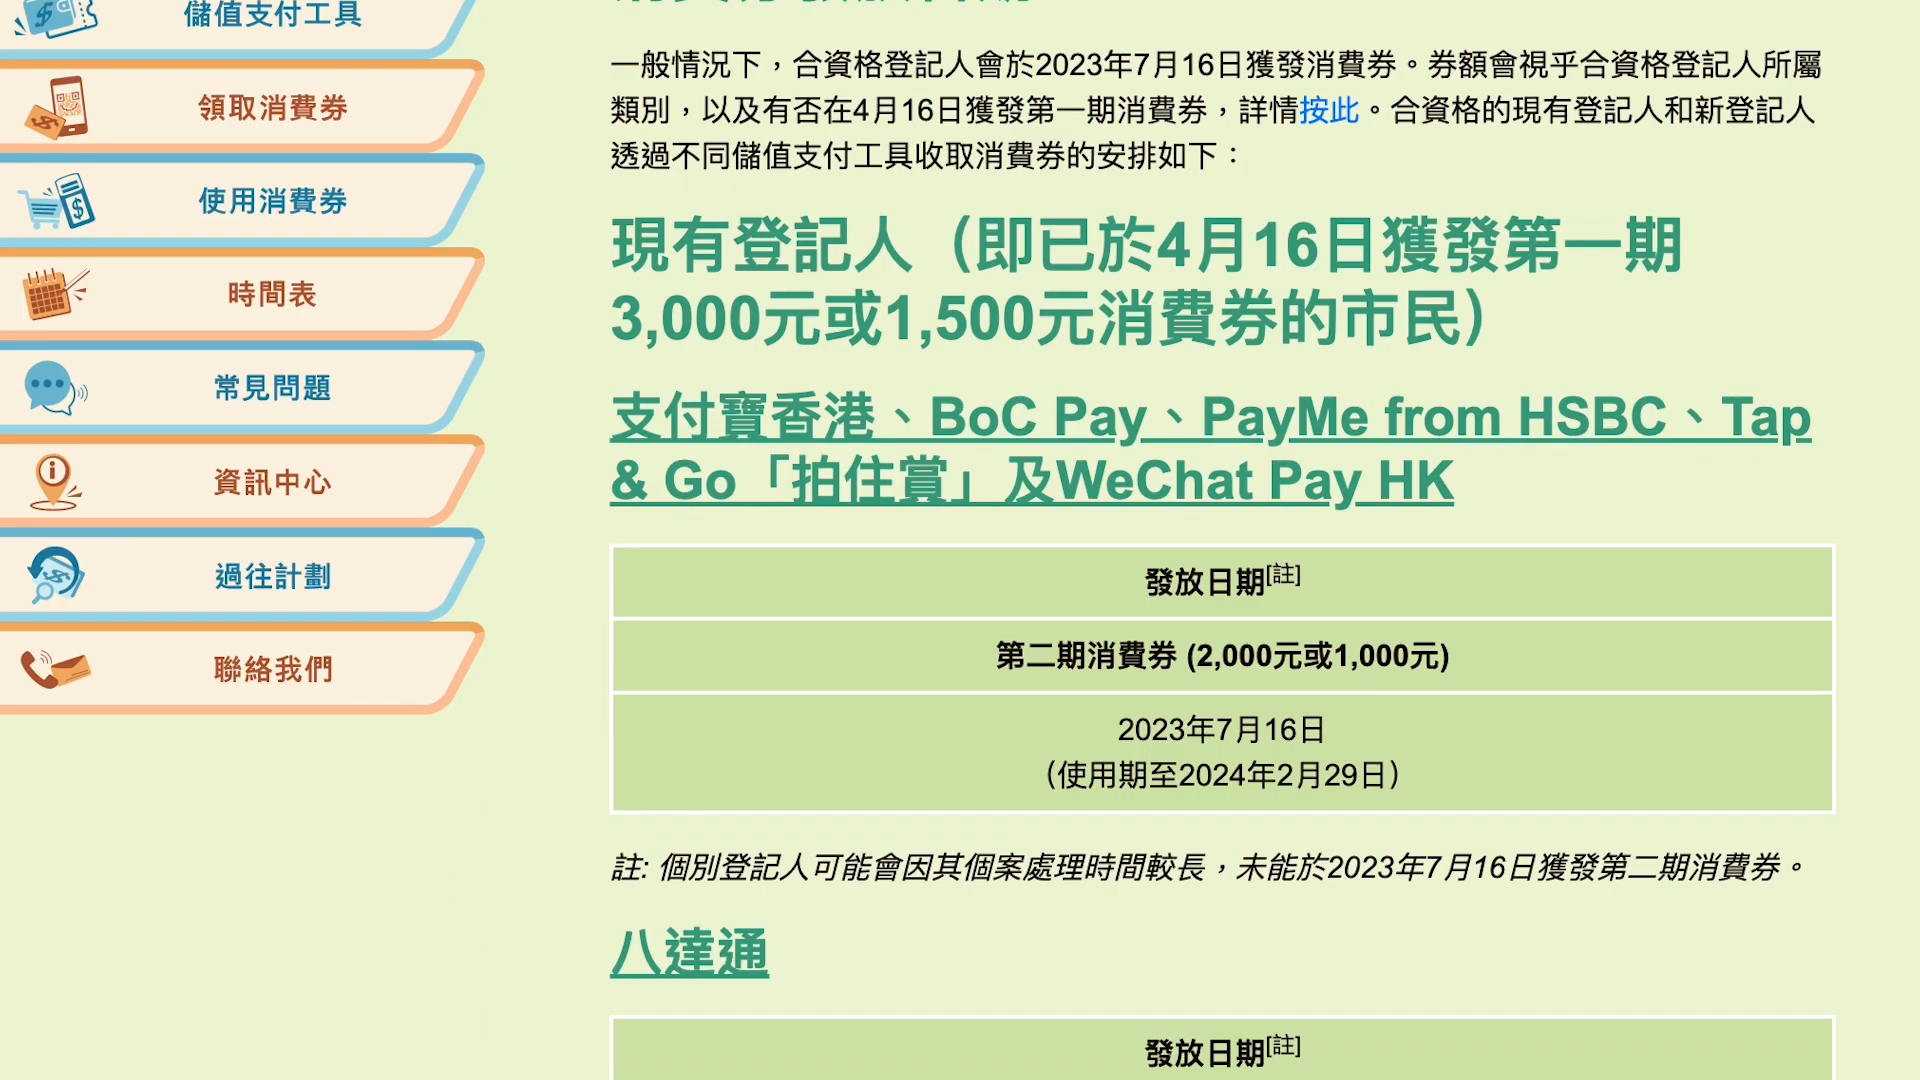 儲值支付工具
領取消費券
使用消費券
時間表
常見問題
資訊中心
過往計劃
聯絡我們
一般情況下，合資格登記人會於2023年7月16日獲發消費券。券額會視乎合資格登記人所屬
類別，以及有否在4月16日獲發第一期消費券，詳情按此。合資格的現有登記人和新登記人
透過不同儲值支付工具收取消費券的安排如下：
現有登記人（即已於4月16日獲發第一期
3,000元或1,500元消費券的市民）
支付寶香港、BoC Pay、PayMe from HSBC、Tap
& Go「拍住賞」及WeChat Pay HK
發放日期[註]
第二期消費券 (2,000元或1,000元)
2023年7月16日
（使用期至2024年2月29日）
註: 個別登記人可能會因其個案處理時間較長，未能於2023年7月16日獲發第二期消費券。
八達通
發放日期[註]